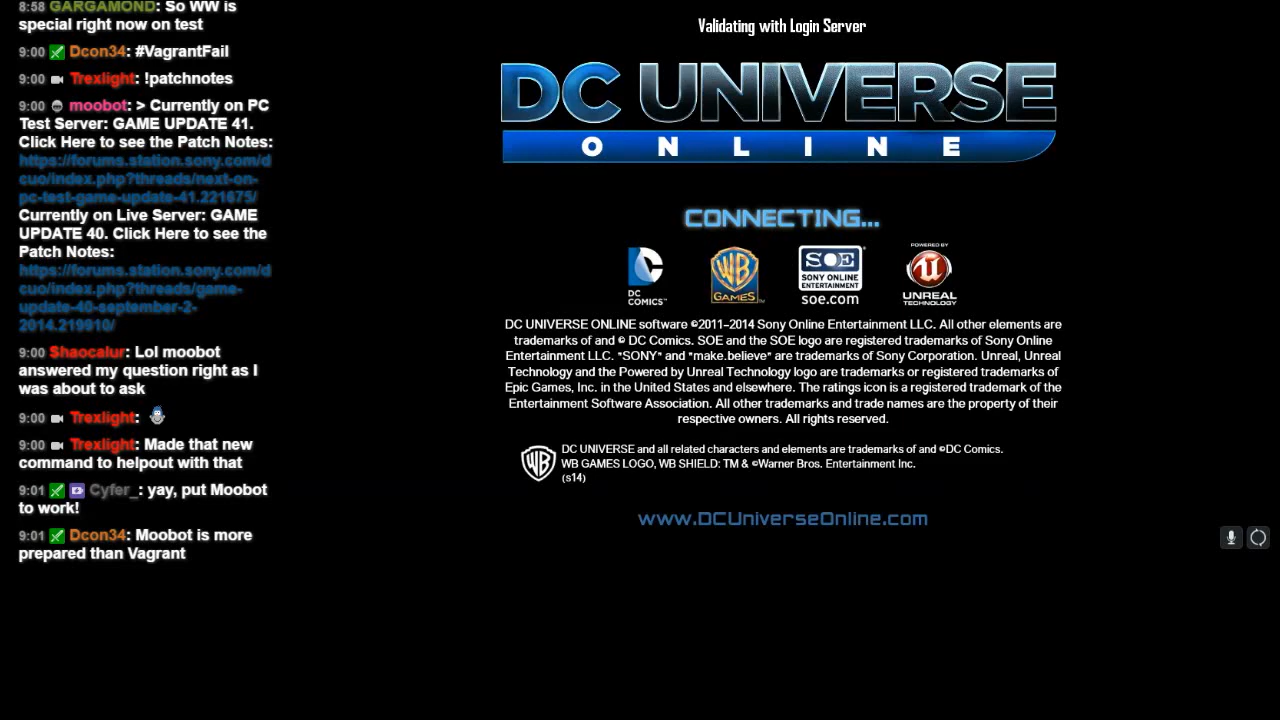 8:58 GARGAMOND: So WW is
special right now on test
9:00 Dcon34: #VagrantFail
9:00 Trexlight: !patchnotes
9:00 moobot: > Currently on PC
Test Server: GAME UPDATE 41.
Click Here to see the Patch Notes:
https://forums.station.sony.com/d
cuo/index.php?threads/next-on-
pc-test-game-update-41.221675/
Currently on Live Server: GAME
UPDATE 40. Click Here to see the
Patch Notes:
https://forums.station.sony.com/d
cuo/index.php?threads/game-
update-40-september-2-
2014.219910/
9:00 Shaocalur: Lol moobot
answered my question right as I
was about to ask
9:00 Trexlight:
9:00 Trexlight: Made that new
command to helpout with that
9:01 Cyfer_: yay, put Moobot
to work!
9:01 Dcon34: Moobot is more
prepared than Vagrant
Validating with Login Server
DC UNIVERSE
ONLINE
CONNECTING...
DC
COMICS™
WB
GAMES™
SOE
SONY ONLINE
ENTERTAINMENT
soe.com
POWERED BY
UNREAL
TECHNOLOGY
DC UNIVERSE ONLINE software ©2011-2014 Sony Online Entertainment LLC. All other elements are
trademarks of and © DC Comics. SOE and the SOE logo are registered trademarks of Sony Online
Entertainment LLC. "SONY" and "make.believe" are trademarks of Sony Corporation. Unreal, Unreal
Technology and the Powered by Unreal Technology logo are trademarks or registered trademarks of
Epic Games, Inc. in the United States and elsewhere. The ratings icon is a registered trademark of the
Entertainment Software Association. All other trademarks and trade names are the property of their
respective owners. All rights reserved.
WB
DC UNIVERSE and all related characters and elements are trademarks of and ©DC Comics.
WB GAMES LOGO, WB SHIELD: TM & ©Warner Bros. Entertainment Inc.
(s14)
www.DCUniverseOnline.com